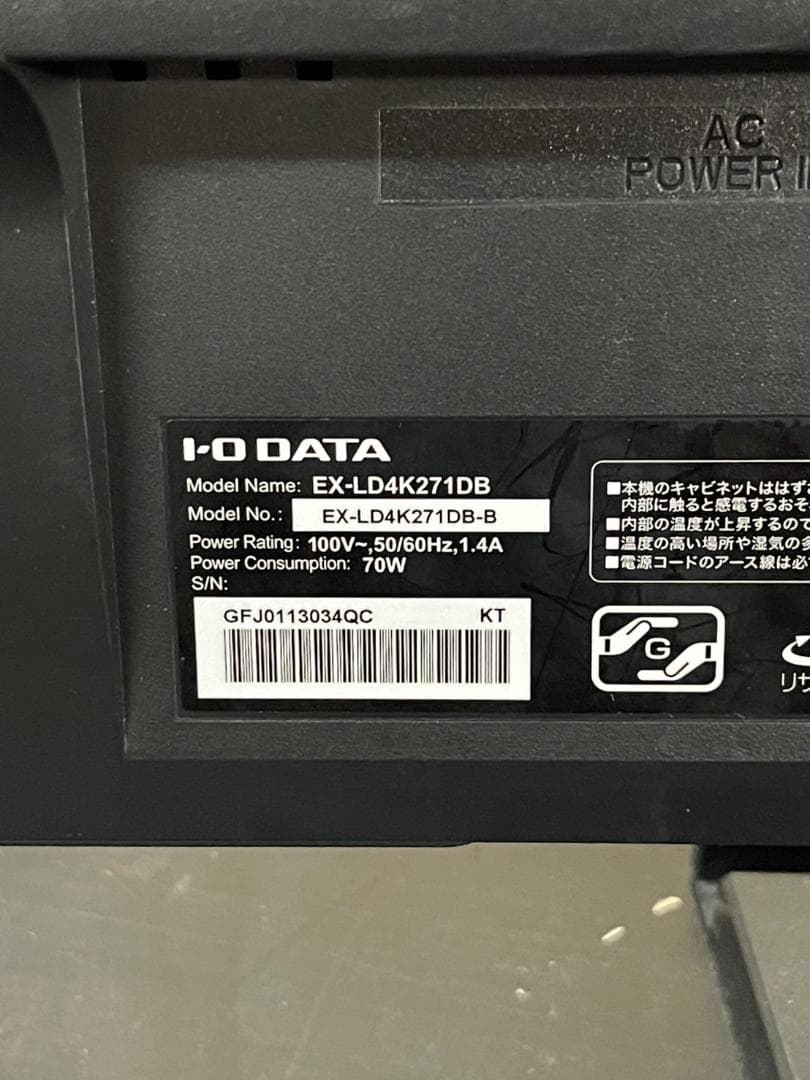 AC
POWER I
I-O DATA
Model Name: EX-LD4K271DB
Model No.: EX-LD4K271DB-B
Power Rating: 100V~,50/60Hz,1.4A
Power Consumption: 70W
S/N:
GFJ0113034QC KT
■本機のキャビネットははずさ
内部に触ると感電するおそ
■内部の温度が上昇するので
■温度の高い場所や湿気の多
■電源コードのアース線は必
G
リサ